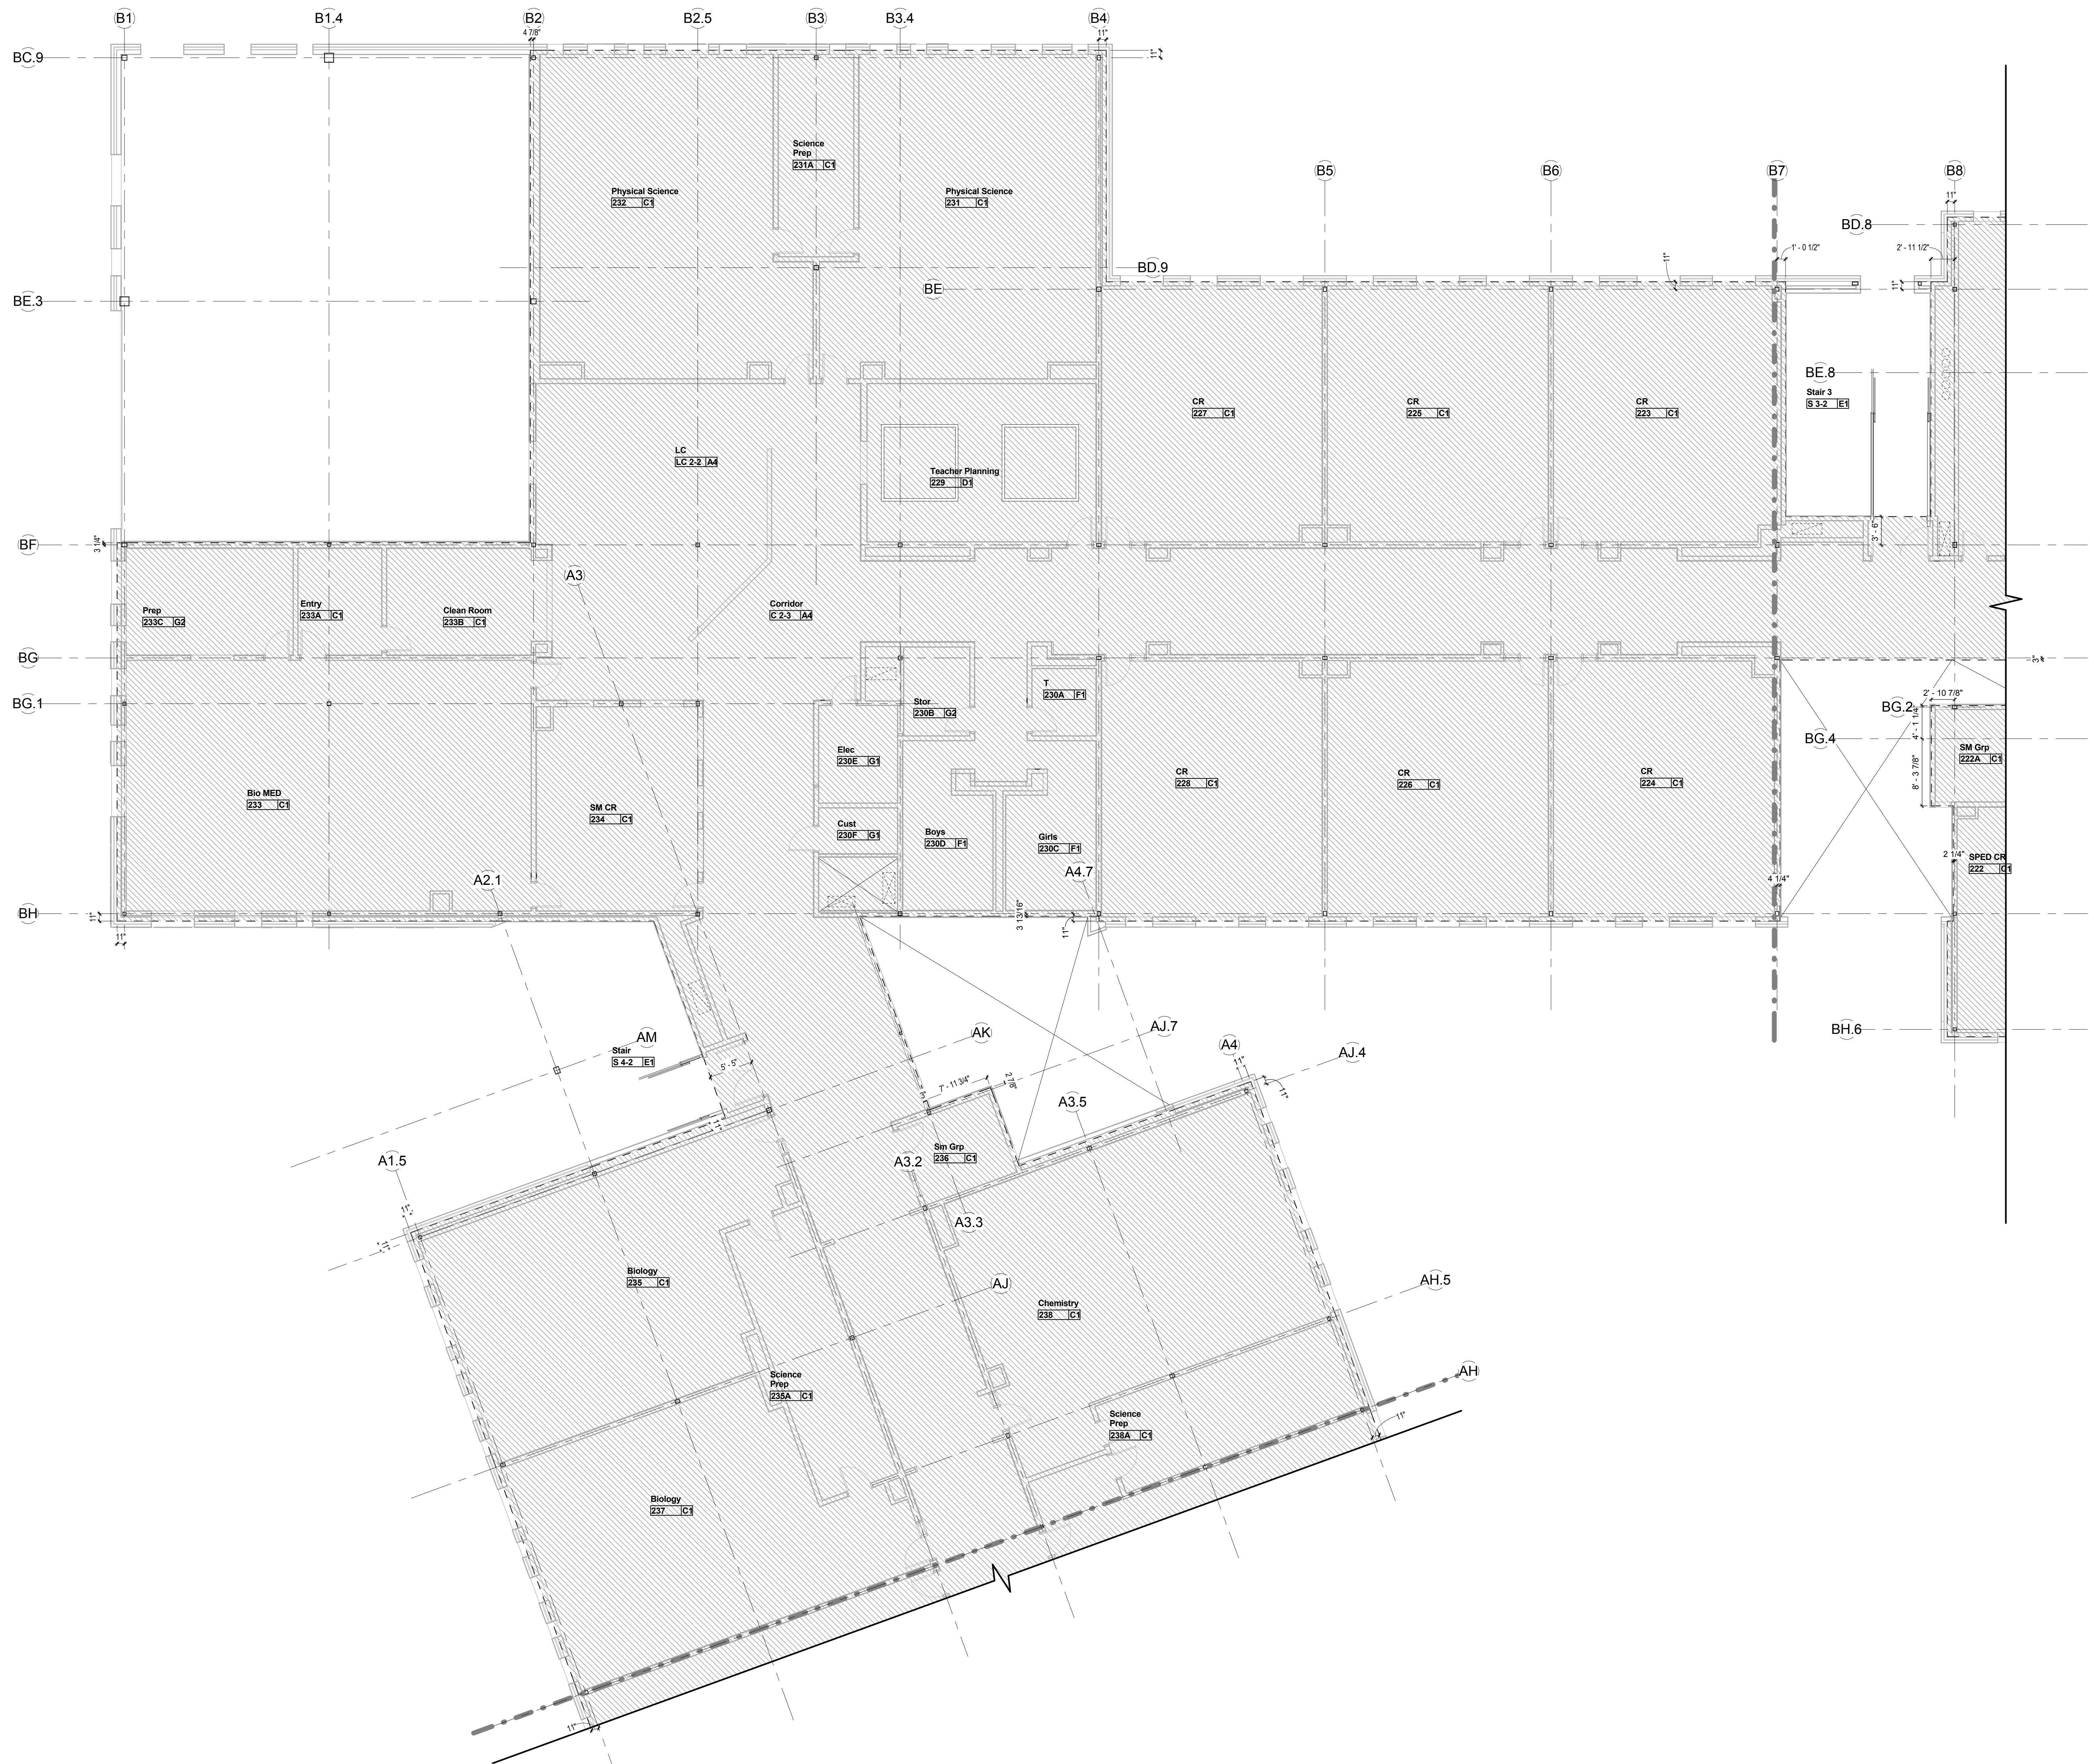 B1
B1.4
B2
B2.5
B3
B3.4
B4
4 7/8"
11"
BC.9
11"
Science
Prep
231A C1
Physical Science
232 C1
Physical Science
231 C1
B5
B6
B7
B8
11"
BD.8
1' - 0 1/2"
2' - 11 1/2"
BD.9
11"
BE
BE.3
11"
BE.8
Stair 3
S 3-2 E1
CR
227 C1
CR
225 C1
CR
223 C1
LC
LC 2-2 A4
Teacher Planning
229 D1
3' - 6"
BF
3 1/4"
A3
Prep
233C G2
Entry
233A C1
Clean Room
233B C1
Corridor
C 2-3 A4
BG
3"
T
230A F1
2' - 10 7/8"
BG.1
Stor
230B G2
BG.2
4' - 1 1/4"
BG.4
Elec
230E G1
SM Grp
222A C1
CR
228 C1
CR
226 C1
CR
224 C1
8' - 3 7/8"
Bio MED
233 C1
SM CR
234 C1
Cust
230F G1
Boys
230D F1
Girls
230C F1
2 1/4"
SPED CR
222 C1
A4.7
A2.1
4 1/4"
BH
11"
11"
3 13/16"
11"
AM
AK
AJ.7
BH.6
Stair
S 4-2 E1
A4
AJ.4
6' - 5"
11"
11"
7' - 11 3/4"
2 7/8"
A3.5
11"
Sm Grp
236 C1
A1.5
A3.2
11"
A3.3
11"
Biology
235 C1
AJ
AH.5
Chemistry
238 C1
Science
Prep
235A C1
AH
Science
Prep
238A C1
11"
Biology
237 C1
11"